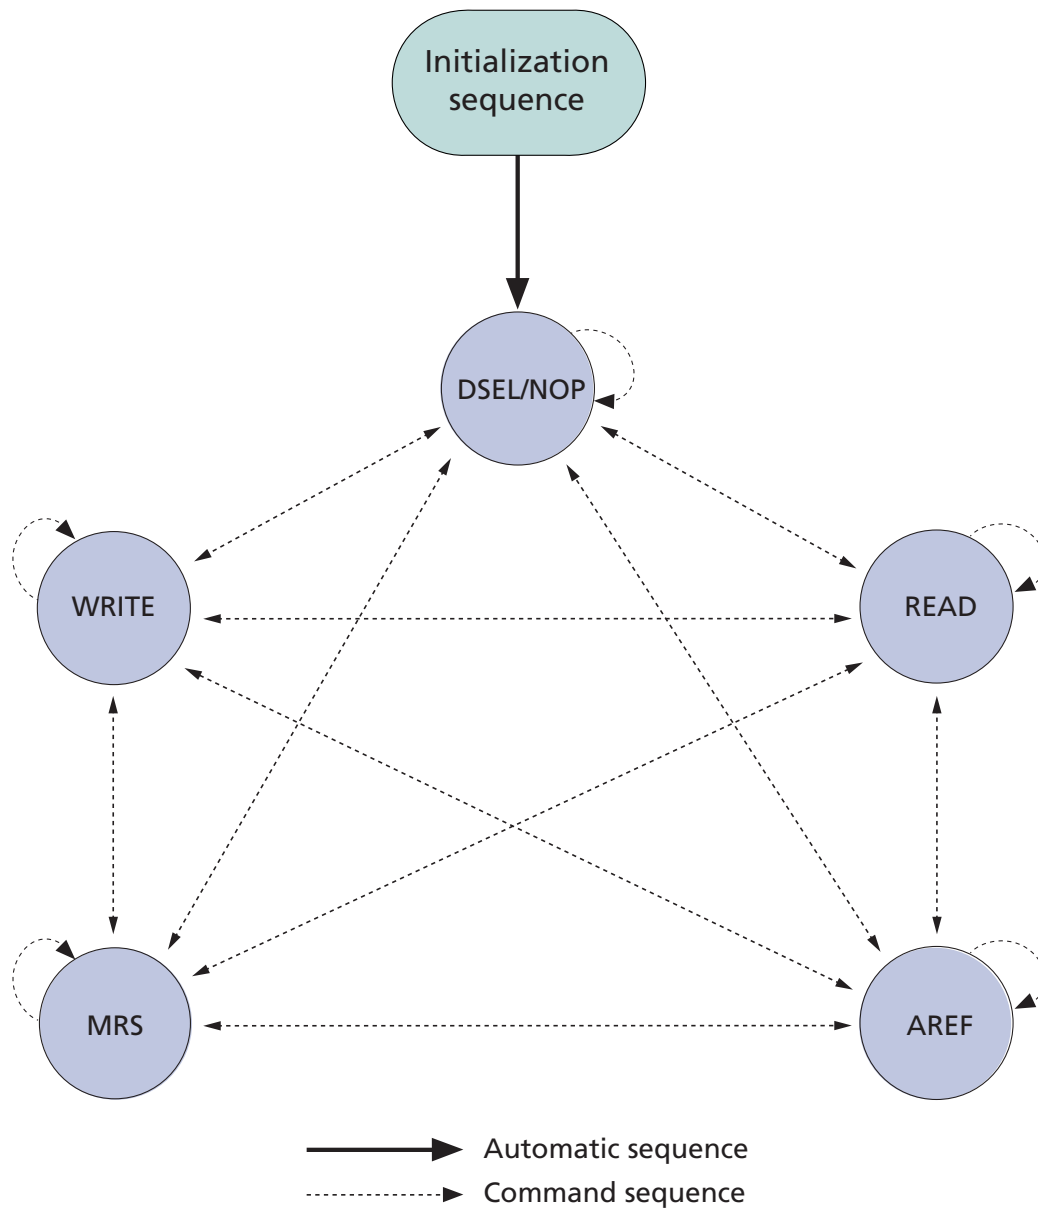 Initialization
sequence
DSEL/NOP
WRITE
READ
MRS
AREF
Automatic sequence
Command sequence